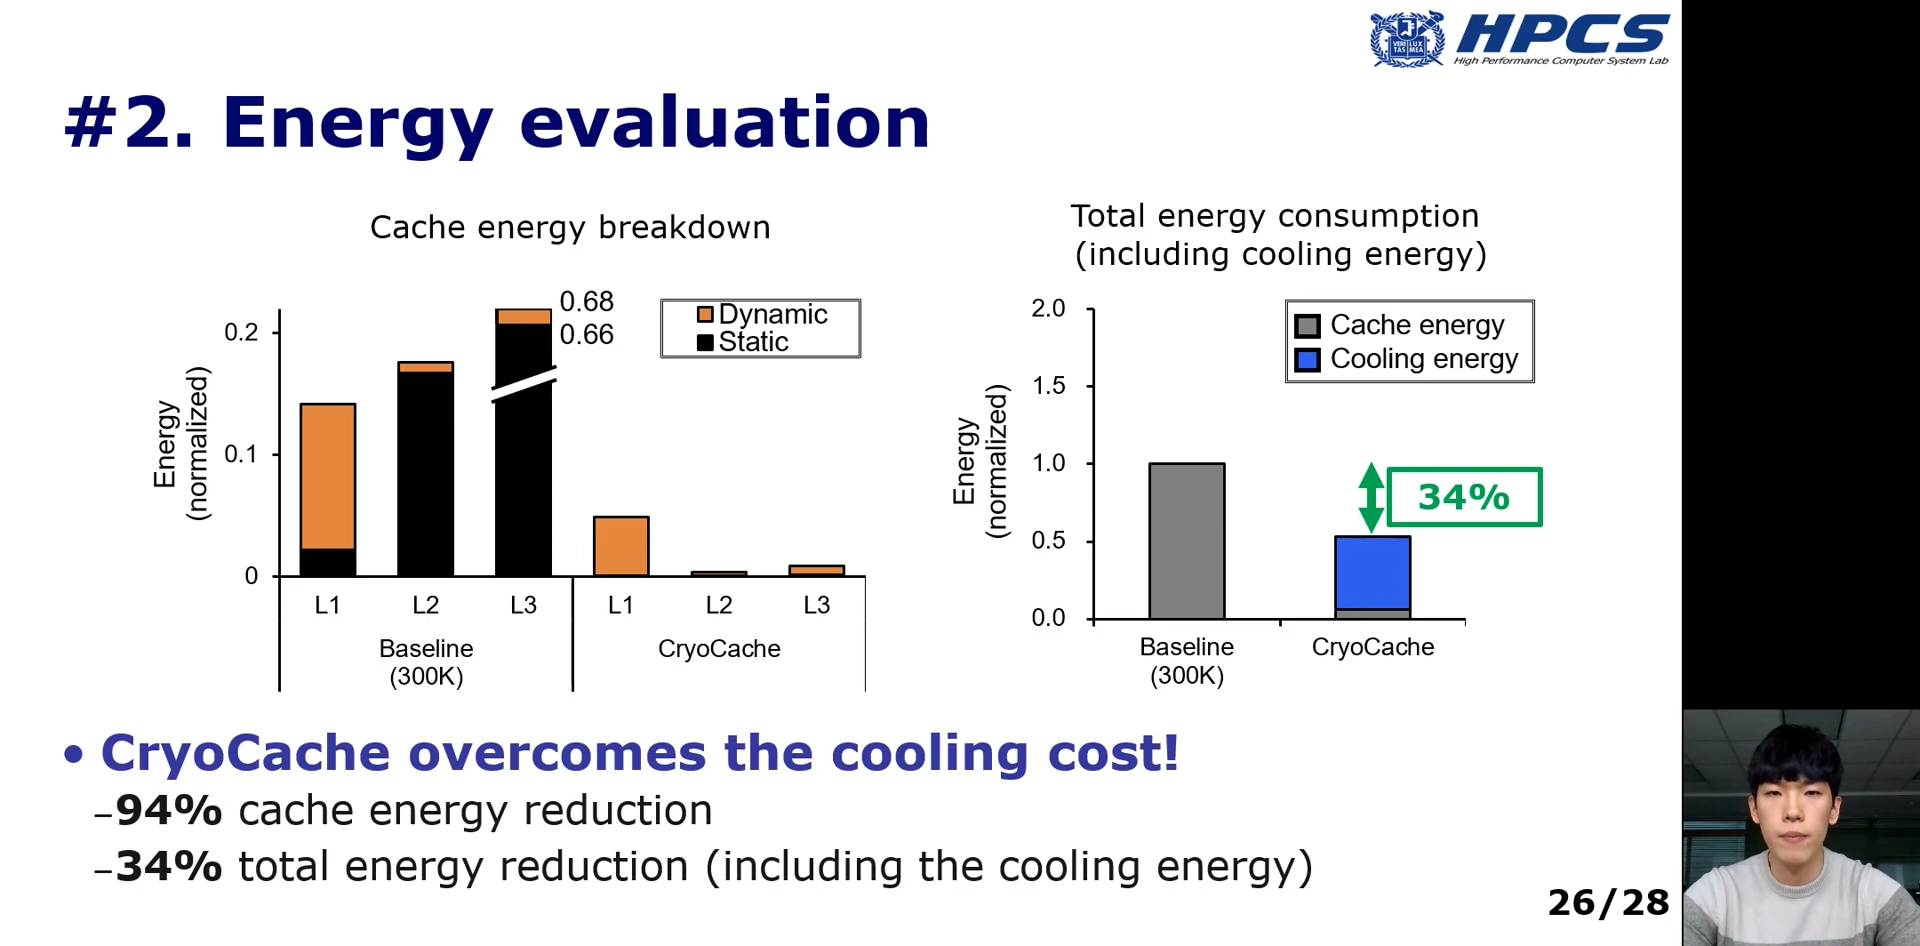 HPCS
High Performance Computer System Lab
VERI LUX
TAS MEA
#2. Energy evaluation
Cache energy breakdown
0.68
0.66
Dynamic
Static
Energy
(normalized)
0.2
0.1
0
L1 L2 L3 L1 L2 L3
Baseline
(300K)
CryoCache
Total energy consumption
(including cooling energy)
Cache energy
Cooling energy
Energy
(normalized)
2.0
1.5
1.0
0.5
0.0
34%
Baseline
(300K)
CryoCache
• CryoCache overcomes the cooling cost!
–94% cache energy reduction
–34% total energy reduction (including the cooling energy)
26/28